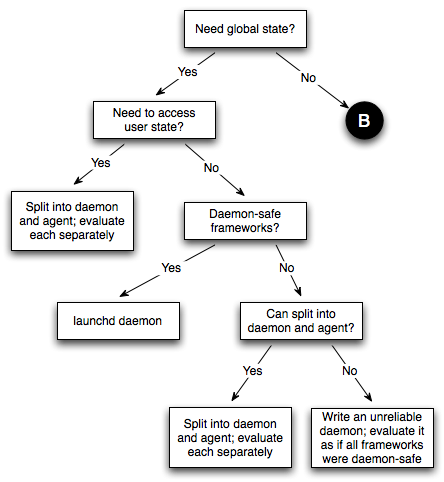 Need global state?
Yes
No
Need to access
user state?
B
Yes
No
Split into daemon
and agent; evaluate
each separately
Daemon-safe
frameworks?
Yes
No
launchd daemon
Can split into
daemon and agent?
Yes
No
Split into daemon
and agent; evaluate
each separately
Write an unreliable
daemon; evaluate it
as if all frameworks
were daemon-safe